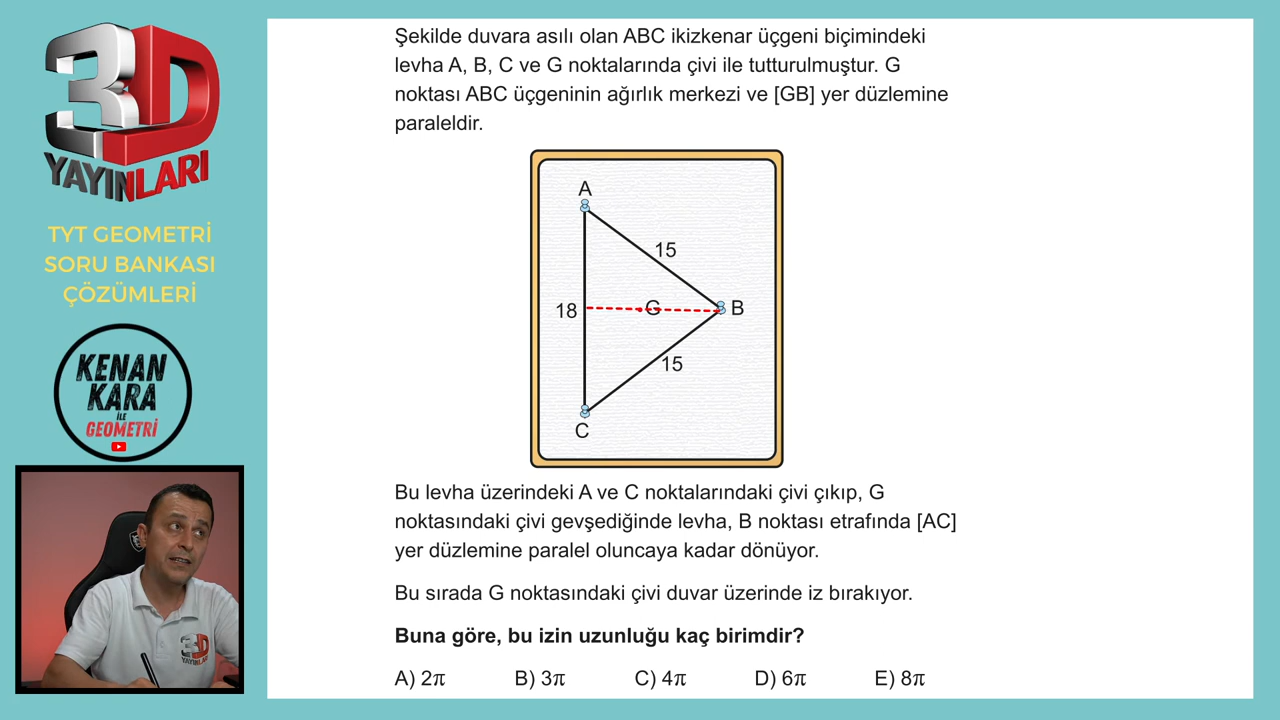 3D
YAYINLARI
TYT GEOMETRİ
SORU BANKASI
ÇÖZÜMLERİ
KENAN
KARA
İLE
GEOMETRİ
3D
YAYINLARI
Şekilde duvara asılı olan ABC ikizkenar üçgeni biçimindeki
levha A, B, C ve G noktalarında çivi ile tutturulmuştur. G
noktası ABC üçgeninin ağırlık merkezi ve [GB] yer düzlemine
paraleldir.
A
15
18
G
B
15
C
Bu levha üzerindeki A ve C noktalarındaki çivi çıkıp, G
noktasındaki çivi gevşediğinde levha, B noktası etrafında [AC]
yer düzlemine paralel oluncaya kadar dönüyor.
Bu sırada G noktasındaki çivi duvar üzerinde iz bırakıyor.
Buna göre, bu izin uzunluğu kaç birimdir?
A) 2π B) 3π C) 4π D) 6π E) 8π